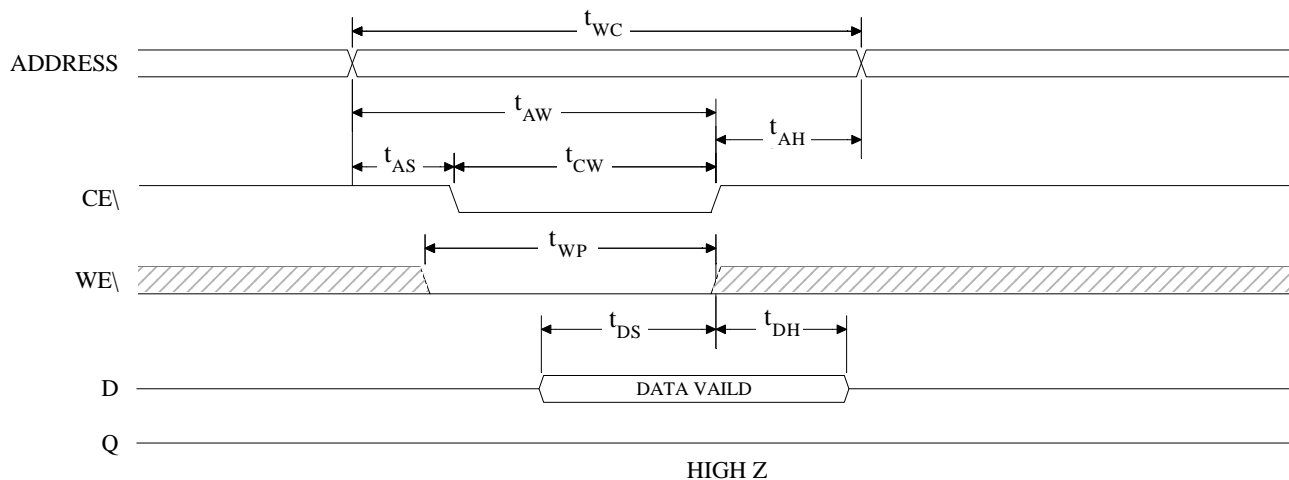 tWC
ADDRESS
tAW
tAH
tAS
tCW
CE\
tWP
WE\
tDS
tDH
D
DATA VAILD
Q
HIGH Z